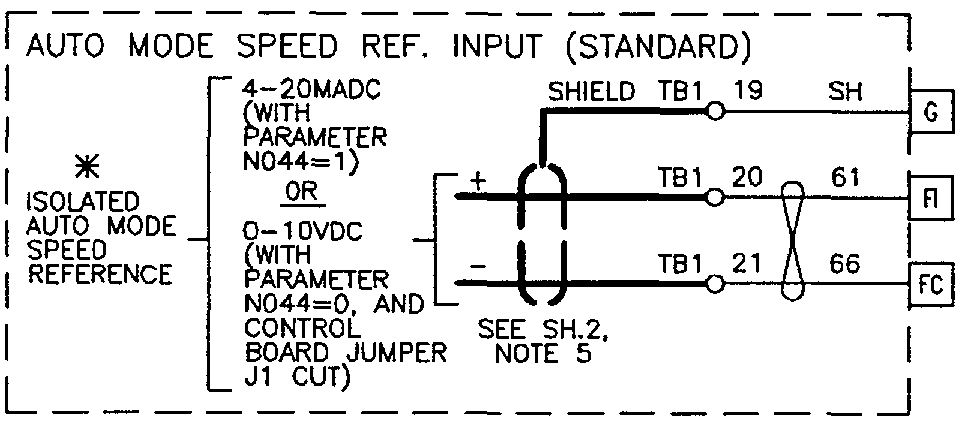 AUTO MODE SPEED REF. INPUT (STANDARD)
✳
ISOLATED
AUTO MODE
SPEED
REFERENCE
4-20MADC
(WITH
PARAMETER
N044=1)
OR
0-10VDC
(WITH
PARAMETER
N044=0, AND
CONTROL
BOARD JUMPER
J1 CUT)
SHIELD TB1 19 SH G
+ TB1 20 61 FI
- TB1 21 66 FC
SEE SH.2,
NOTE 5